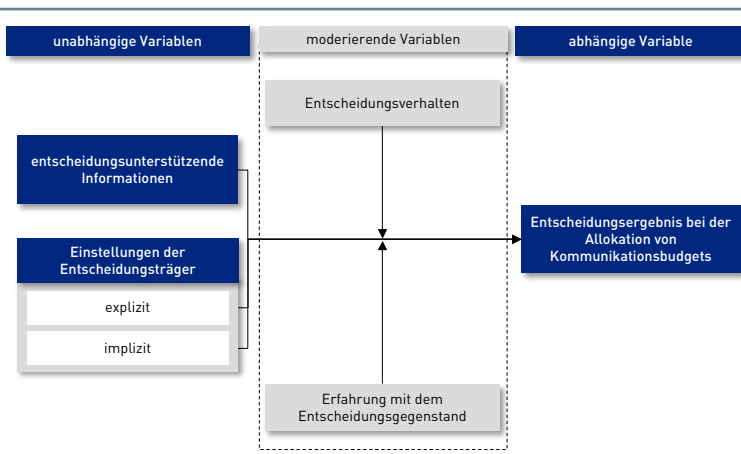 unabhängige Variablen
moderierende Variablen
abhängige Variable
Entscheidungsverhalten
entscheidungsunterstützende
Informationen
Einstellungen der
Entscheidungsträger
explizit
implizit
Entscheidungsergebnis bei der
Allokation von
Kommunikationsbudgets
Erfahrung mit dem
Entscheidungsgegenstand